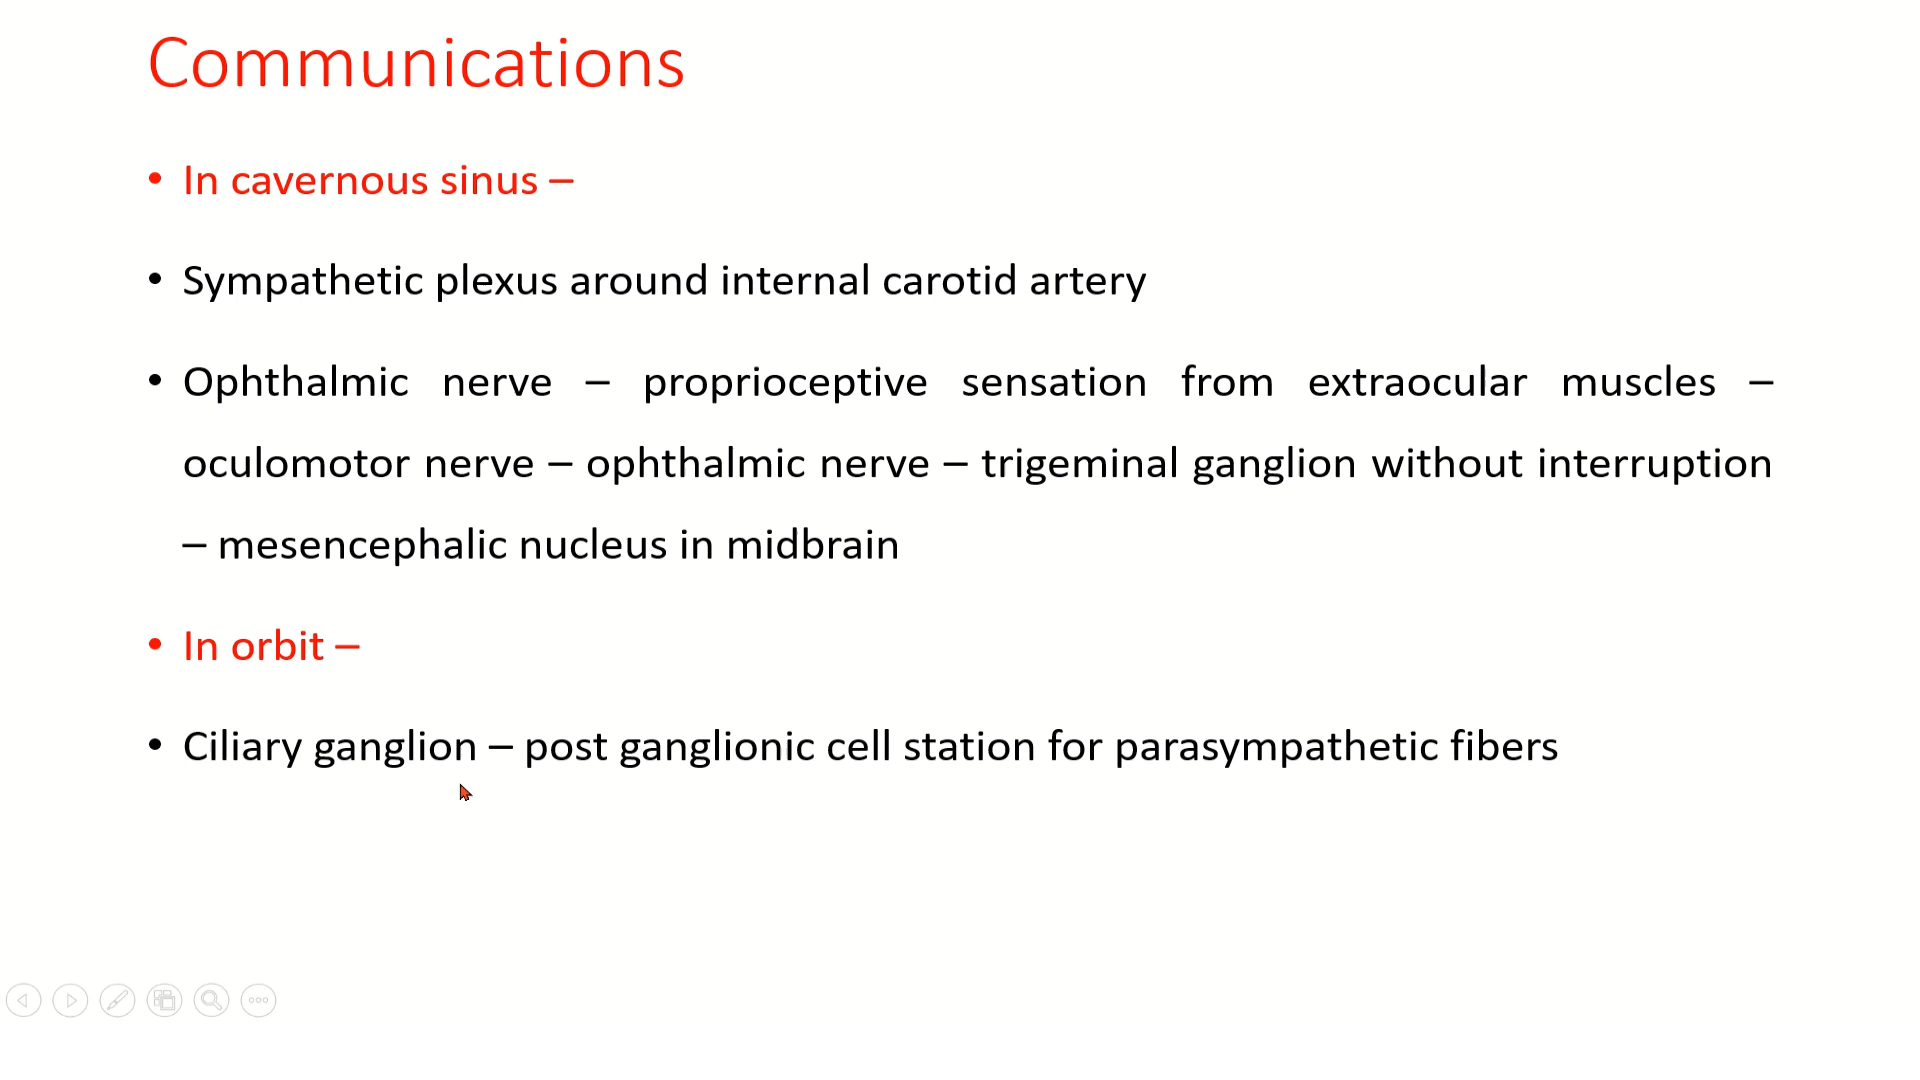 Communications
• In cavernous sinus –
• Sympathetic plexus around internal carotid artery
• Ophthalmic nerve – proprioceptive sensation from extraocular muscles –
oculomotor nerve – ophthalmic nerve – trigeminal ganglion without interruption
– mesencephalic nucleus in midbrain
• In orbit –
• Ciliary ganglion – post ganglionic cell station for parasympathetic fibers